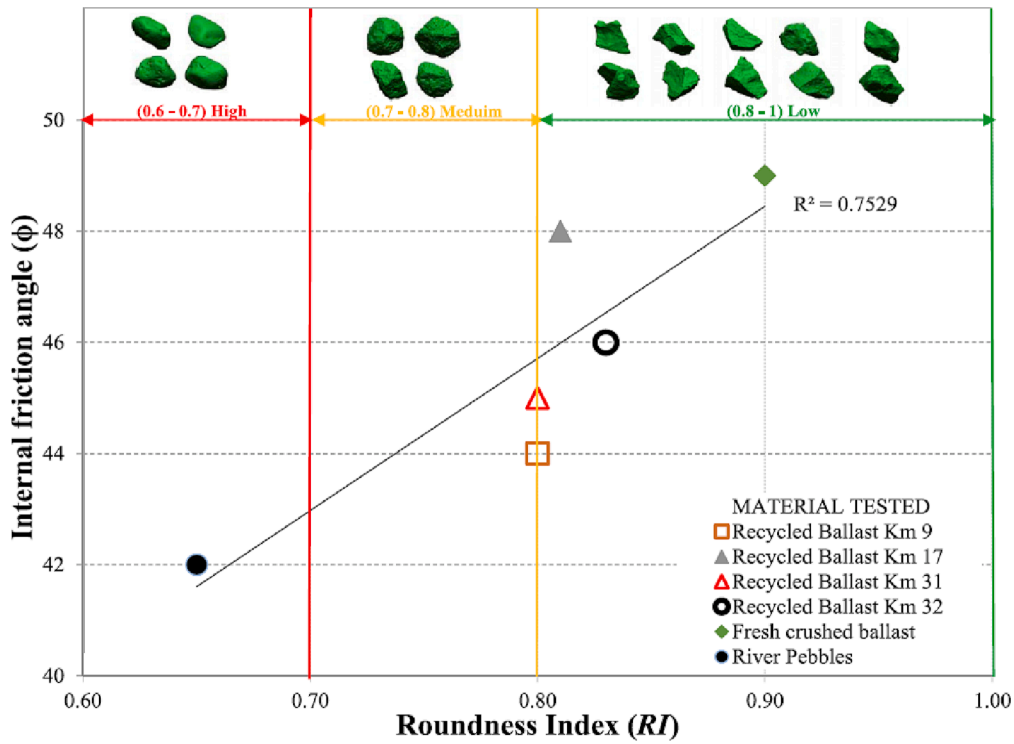 (0.6 - 0.7) High
(0.7 - 0.8) Meduim
(0.8 - 1) Low
50
48
46
44
42
40
Internal friction angle (ϕ)
R² = 0.7529
MATERIAL TESTED
Recycled Ballast Km 9
Recycled Ballast Km 17
Recycled Ballast Km 31
Recycled Ballast Km 32
Fresh crushed ballast
River Pebbles
0.60
0.70
0.80
0.90
1.00
Roundness Index (RI)